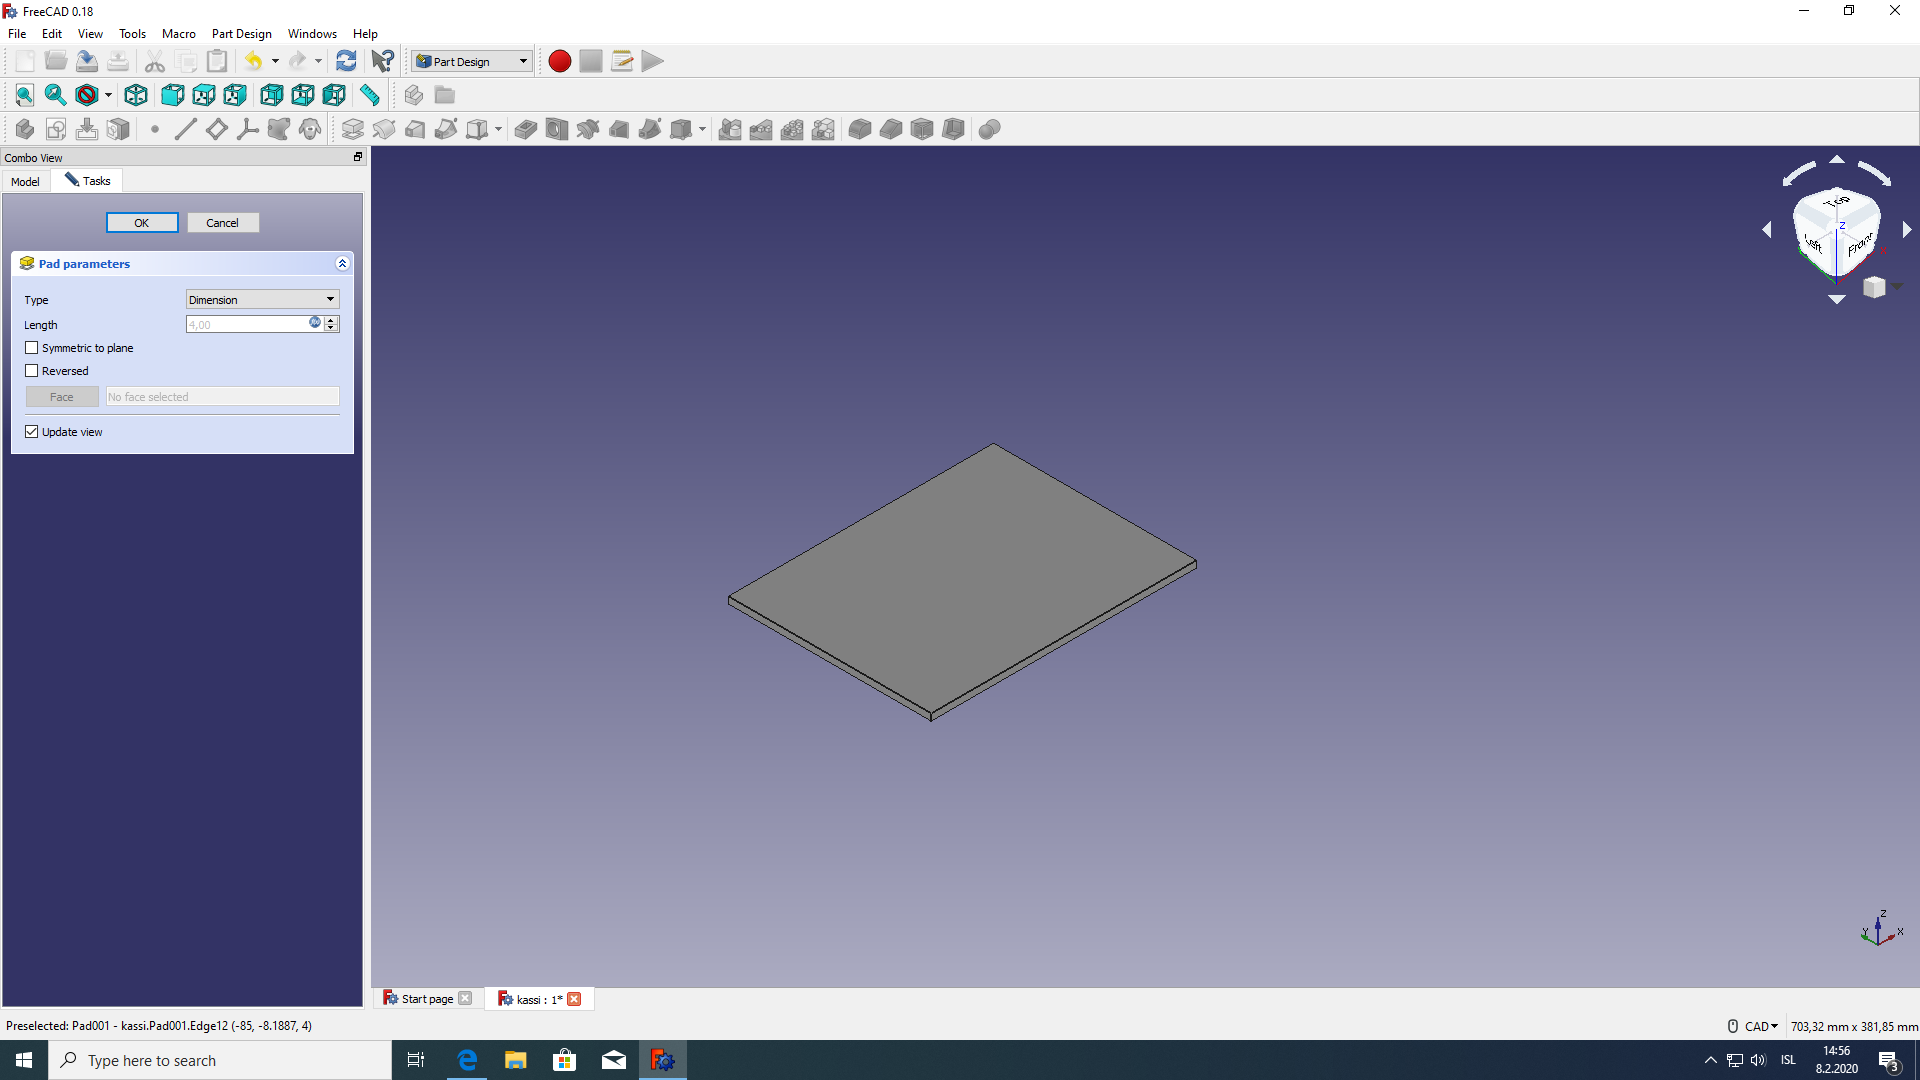 FreeCAD 0.18
File Edit View Tools Macro Part Design Windows Help
Part Design
Combo View
Model Tasks
OK Cancel
Pad parameters
Type Dimension
Length 4,00
Symmetric to plane
Reversed
Face No face selected
Update view
Top
Left
Front
Z
Z
Y
X
Start page
kassi : 1*
Preselected: Pad001 - kassi.Pad001.Edge12 (-85, -8.1887, 4)
CAD
703,32 mm x 381,85 mm
Type here to search
ISL
14:56
8.2.2020
3